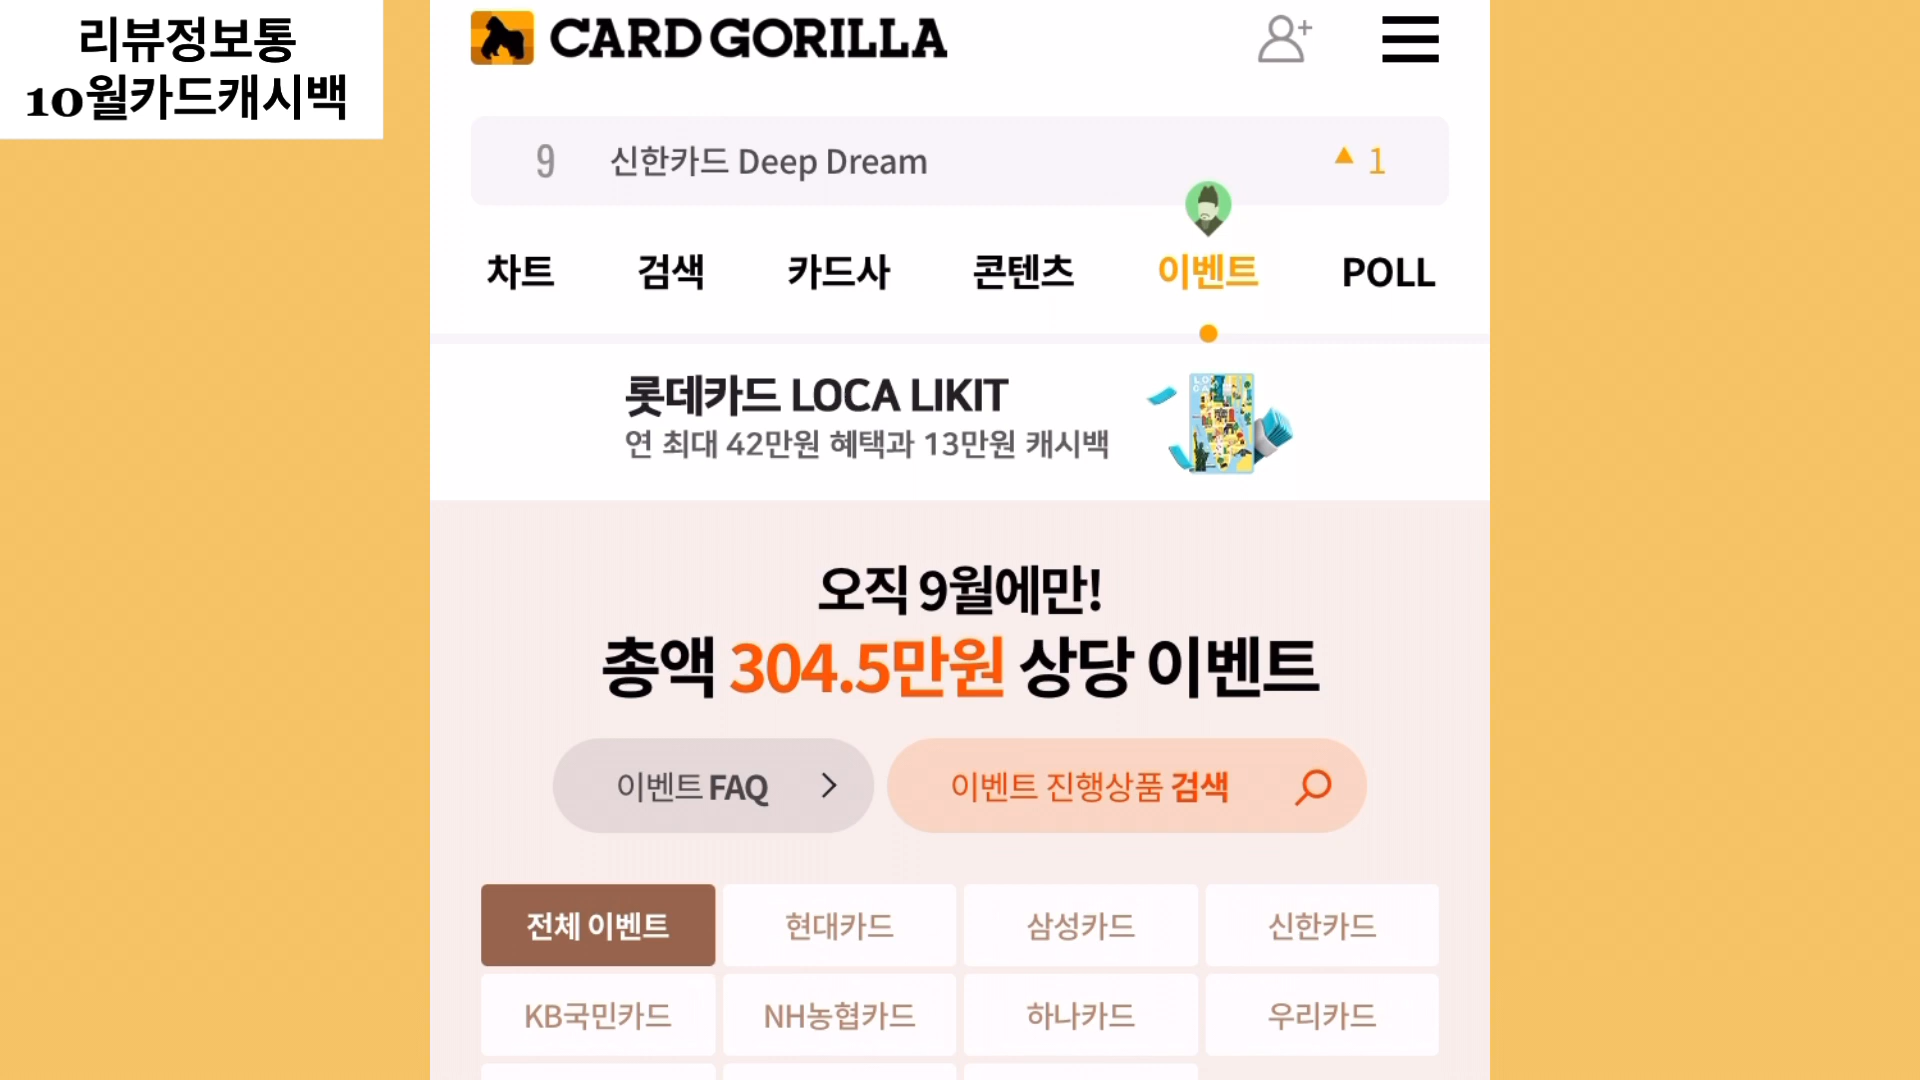 리뷰정보통
10월카드캐시백
CARD GORILLA
9 신한카드 Deep Dream ▲ 1
차트 검색 카드사 콘텐츠 이벤트 POLL
롯데카드 LOCA LIKIT
연 최대 42만원 혜택과 13만원 캐시백
오직 9월에만!
총액 304.5만원 상당 이벤트
이벤트 FAQ
이벤트 진행상품 검색
전체 이벤트 현대카드 삼성카드 신한카드
KB국민카드 NH농협카드 하나카드 우리카드